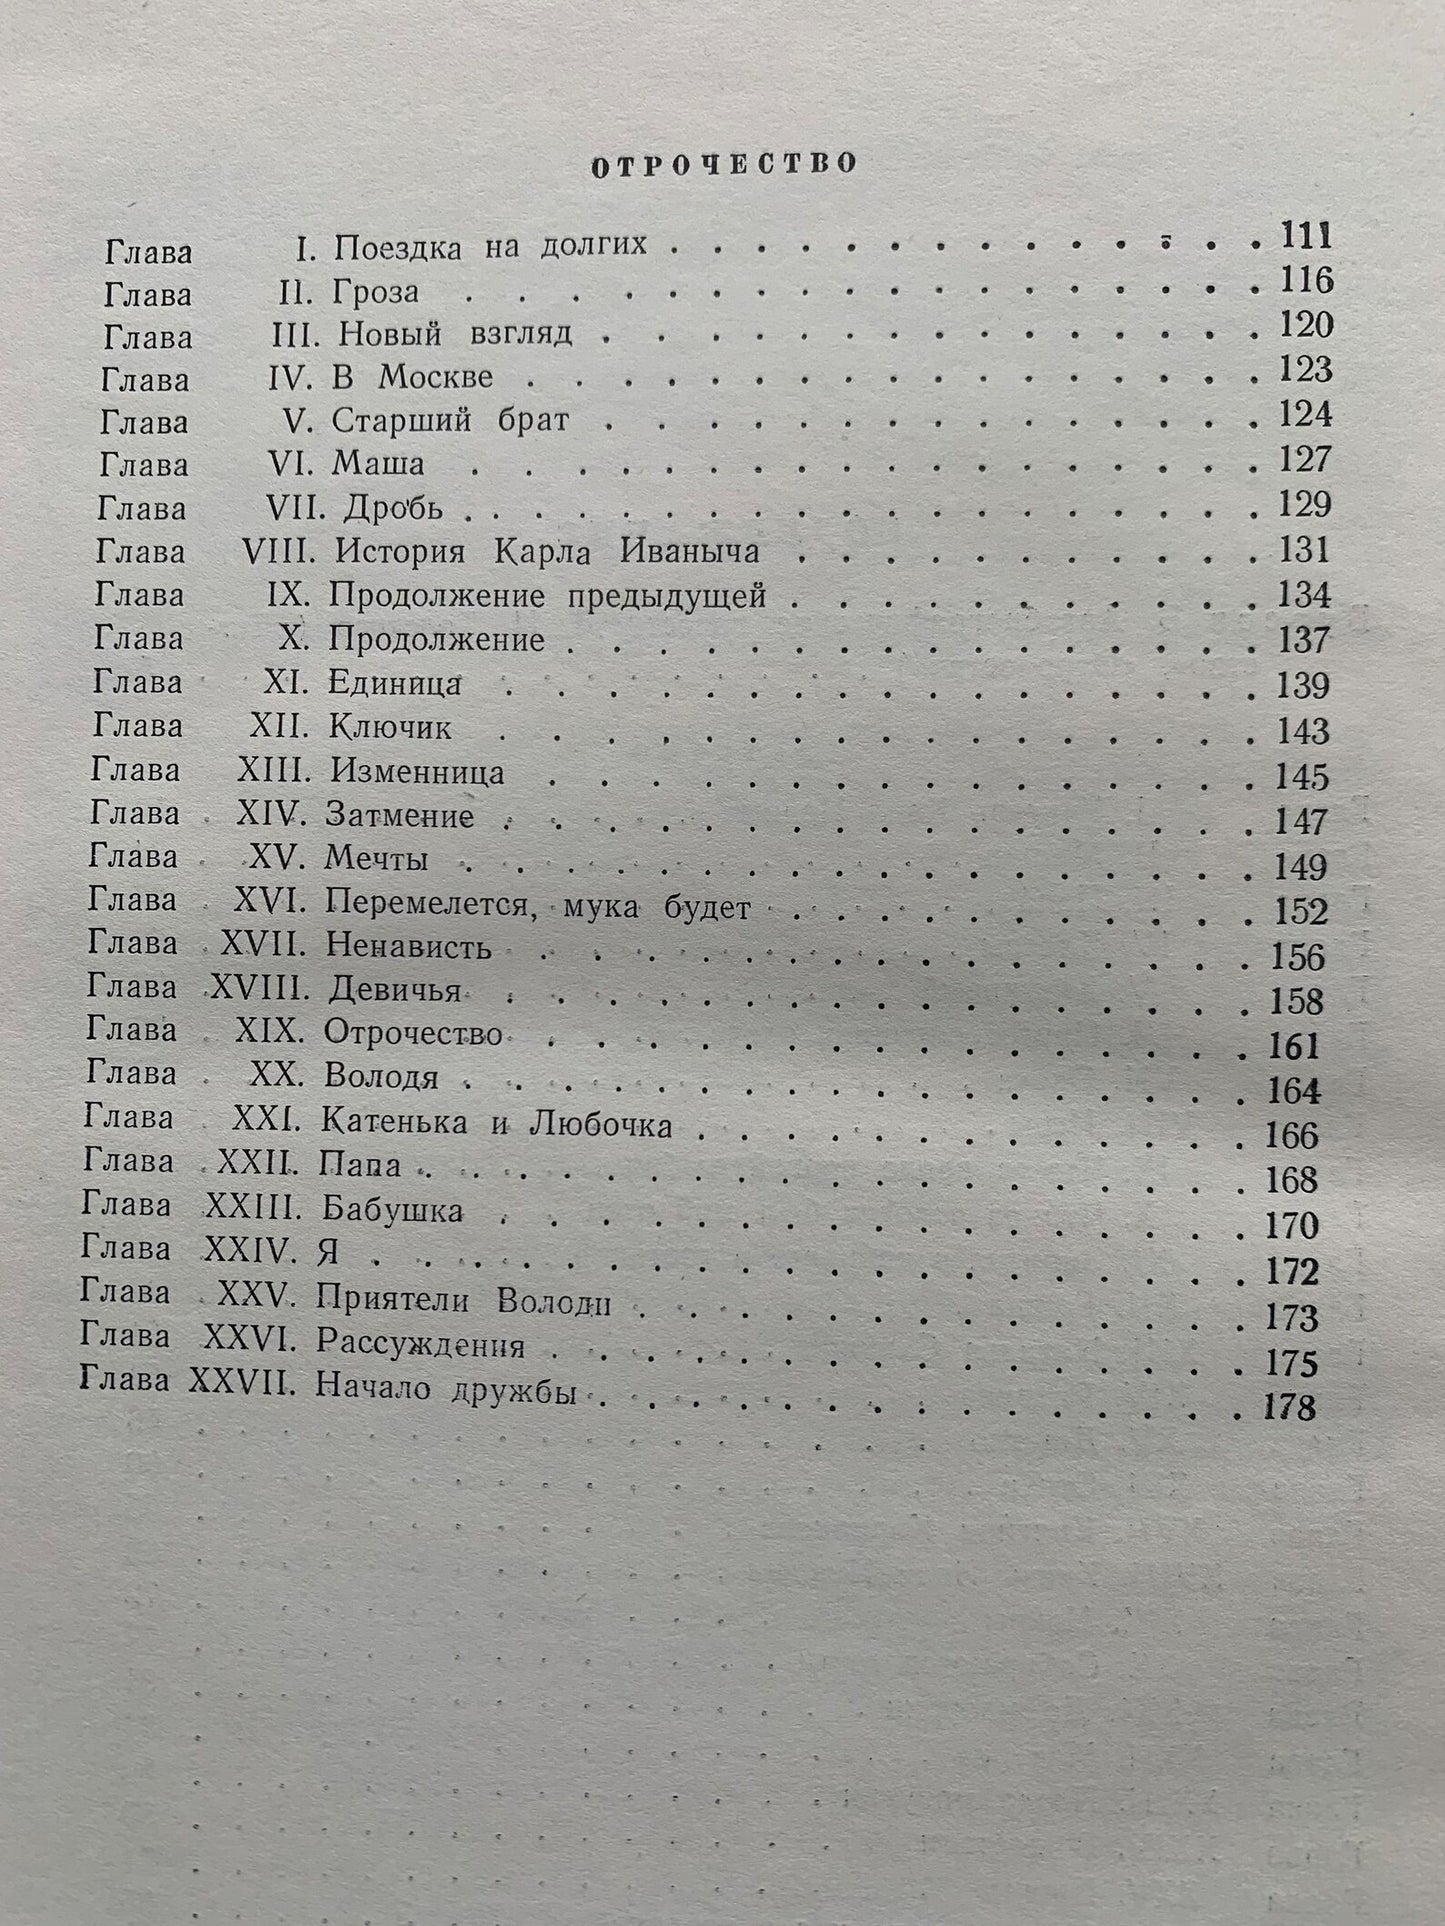 ОТРОЧЕСТВО
Глава I. Поездка на долгих . . . . . . . . . . . . . . 111
Глава II. Гроза . . . . . . . . . . . . . . . . . . 116
Глава III. Новый взгляд . . . . . . . . . . . . . . . 120
Глава IV. В Москве . . . . . . . . . . . . . . . . . 123
Глава V. Старший брат . . . . . . . . . . . . . . . 124
Глава VI. Маша . . . . . . . . . . . . . . . . . . 127
Глава VII. Дробь . . . . . . . . . . . . . . . . . . 129
Глава VIII. История Карла Иваныча . . . . . . . . . . . 131
Глава IX. Продолжение предыдущей . . . . . . . . . . . 134
Глава X. Продолжение . . . . . . . . . . . . . . . . 137
Глава XI. Единица . . . . . . . . . . . . . . . . . 139
Глава XII. Ключик . . . . . . . . . . . . . . . . . 143
Глава XIII. Изменница . . . . . . . . . . . . . . . . 145
Глава XIV. Затмение . . . . . . . . . . . . . . . . . 147
Глава XV. Мечты . . . . . . . . . . . . . . . . . . 149
Глава XVI. Перемелется, мука будет . . . . . . . . . . . 152
Глава XVII. Ненависть . . . . . . . . . . . . . . . . 156
Глава XVIII. Девичья . . . . . . . . . . . . . . . . . 158
Глава XIX. Отрочество . . . . . . . . . . . . . . . . 161
Глава XX. Володя . . . . . . . . . . . . . . . . . . 164
Глава XXI. Катенька и Любочка . . . . . . . . . . . . . 166
Глава XXII. Папа . . . . . . . . . . . . . . . . . . 168
Глава XXIII. Бабушка . . . . . . . . . . . . . . . . . 170
Глава XXIV. Я . . . . . . . . . . . . . . . . . . . . 172
Глава XXV. Приятели Володи . . . . . . . . . . . . . . 173
Глава XXVI. Рассуждения . . . . . . . . . . . . . . . . 175
Глава XXVII. Начало дружбы . . . . . . . . . . . . . . . 178